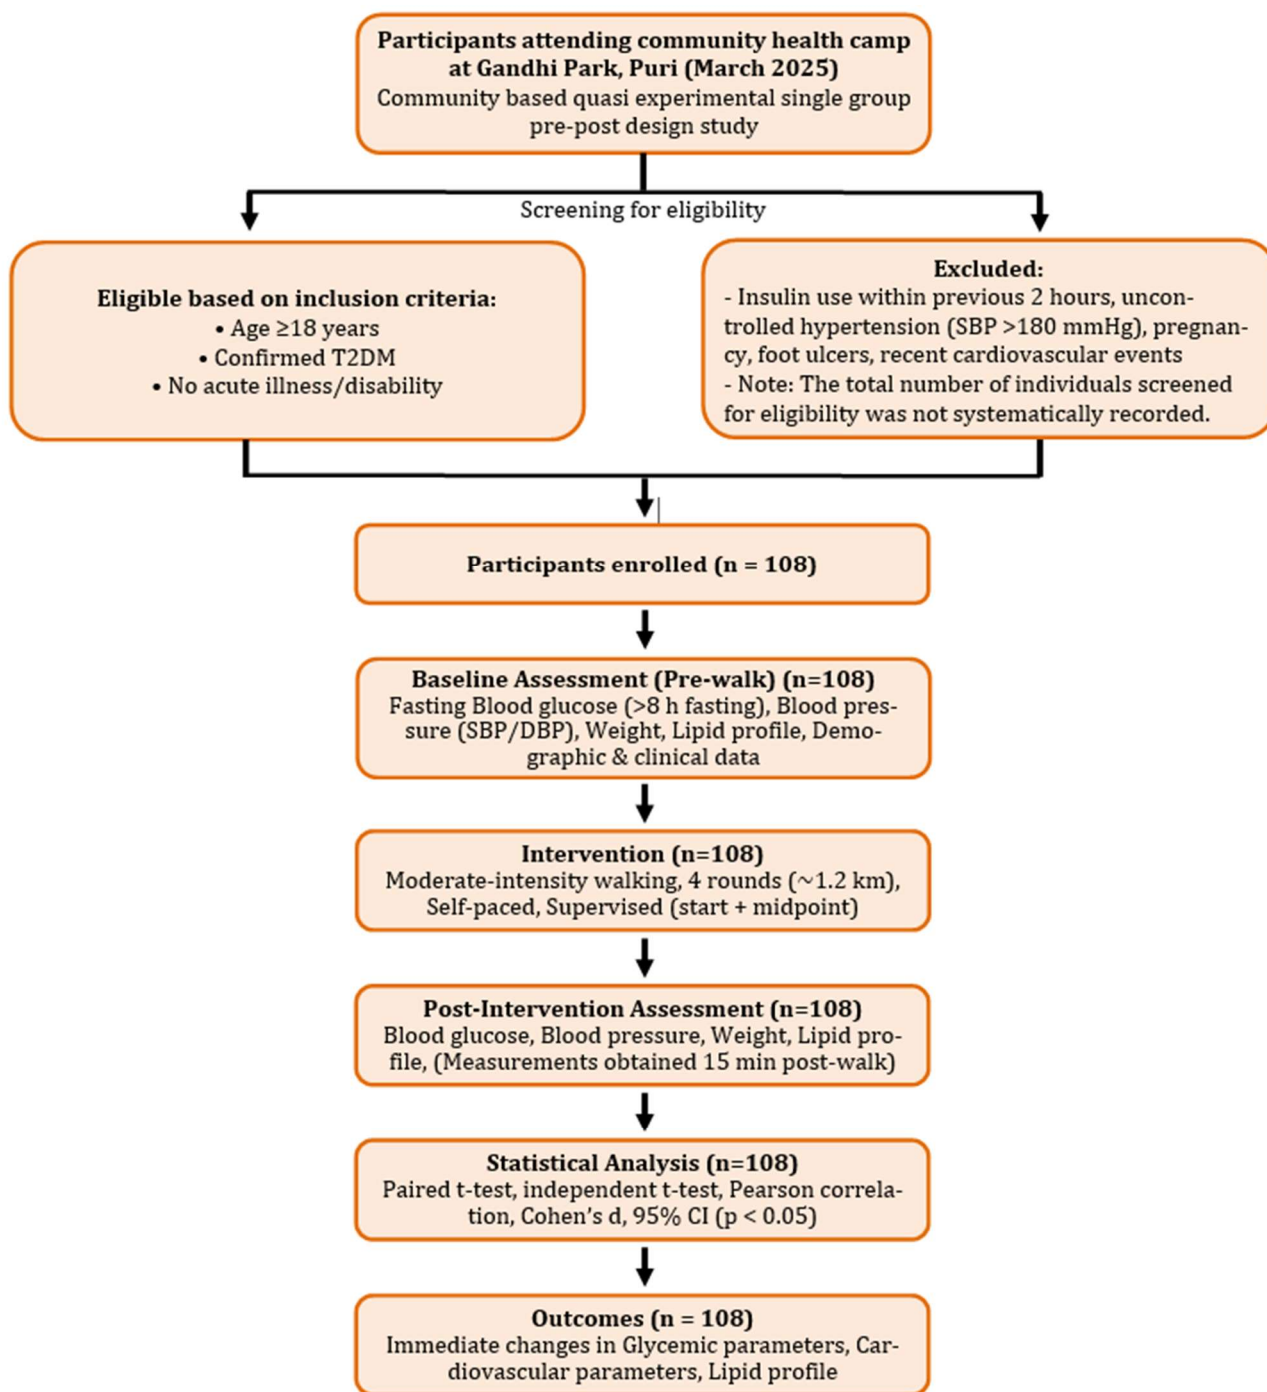 Participants attending community health camp
at Gandhi Park, Puri (March 2025)
Community based quasi experimental single group
pre-post design study
Screening for eligibility
Eligible based on inclusion criteria:
• Age ≥18 years
• Confirmed T2DM
• No acute illness/disability
Excluded:
- Insulin use within previous 2 hours, uncon-
trolled hypertension (SBP >180 mmHg), pregnan-
cy, foot ulcers, recent cardiovascular events
- Note: The total number of individuals screened
for eligibility was not systematically recorded.
Participants enrolled (n = 108)
Baseline Assessment (Pre-walk) (n=108)
Fasting Blood glucose (>8 h fasting), Blood pres-
sure (SBP/DBP), Weight, Lipid profile, Demo-
graphic & clinical data
Intervention (n=108)
Moderate-intensity walking, 4 rounds (~1.2 km),
Self-paced, Supervised (start + midpoint)
Post-Intervention Assessment (n=108)
Blood glucose, Blood pressure, Weight, Lipid pro-
file, (Measurements obtained 15 min post-walk)
Statistical Analysis (n=108)
Paired t-test, independent t-test, Pearson correla-
tion, Cohen's d, 95% CI (p < 0.05)
Outcomes (n = 108)
Immediate changes in Glycemic parameters, Car-
diovascular parameters, Lipid profile